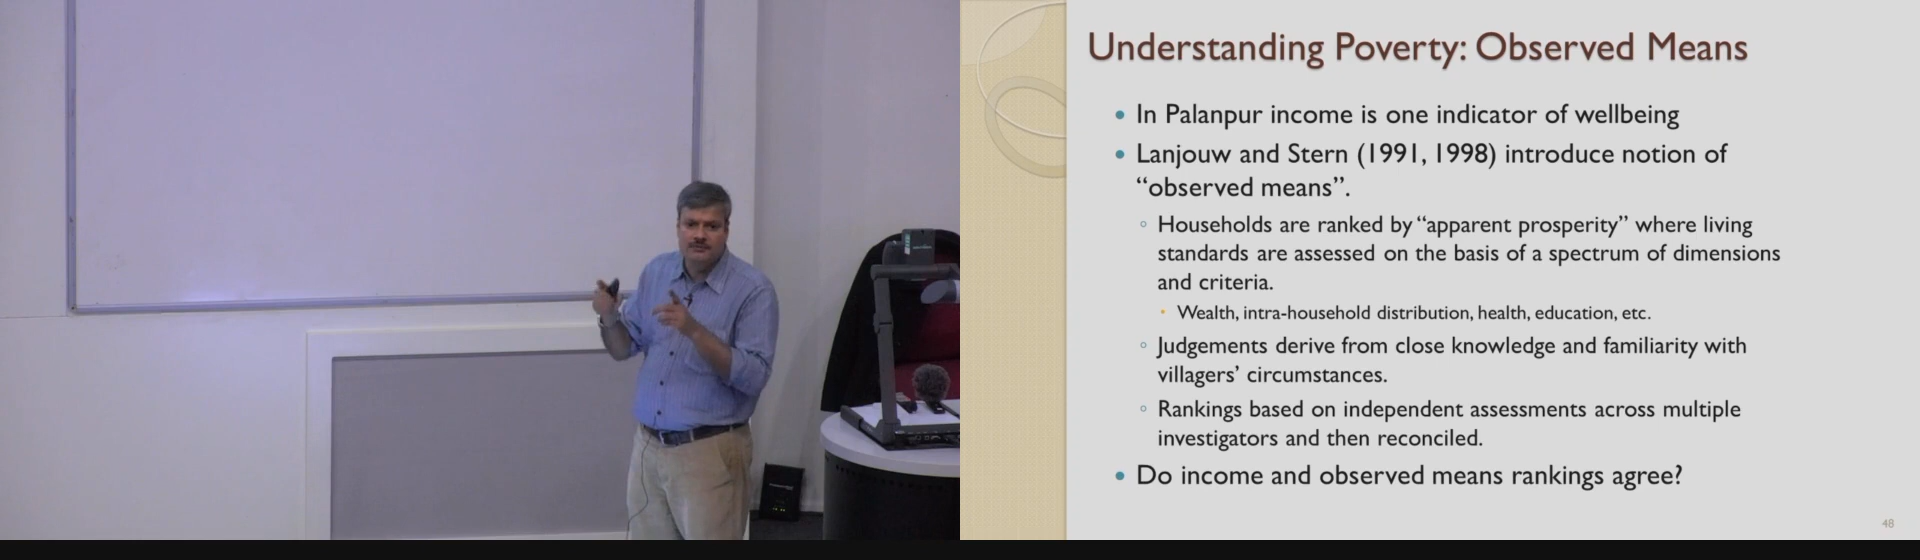 Understanding Poverty: Observed Means
• In Palanpur income is one indicator of wellbeing
• Lanjouw and Stern (1991, 1998) introduce notion of
“observed means”.
◦ Households are ranked by “apparent prosperity” where living
standards are assessed on the basis of a spectrum of dimensions
and criteria.
• Wealth, intra-household distribution, health, education, etc.
◦ Judgements derive from close knowledge and familiarity with
villagers’ circumstances.
◦ Rankings based on independent assessments across multiple
investigators and then reconciled.
• Do income and observed means rankings agree?
48